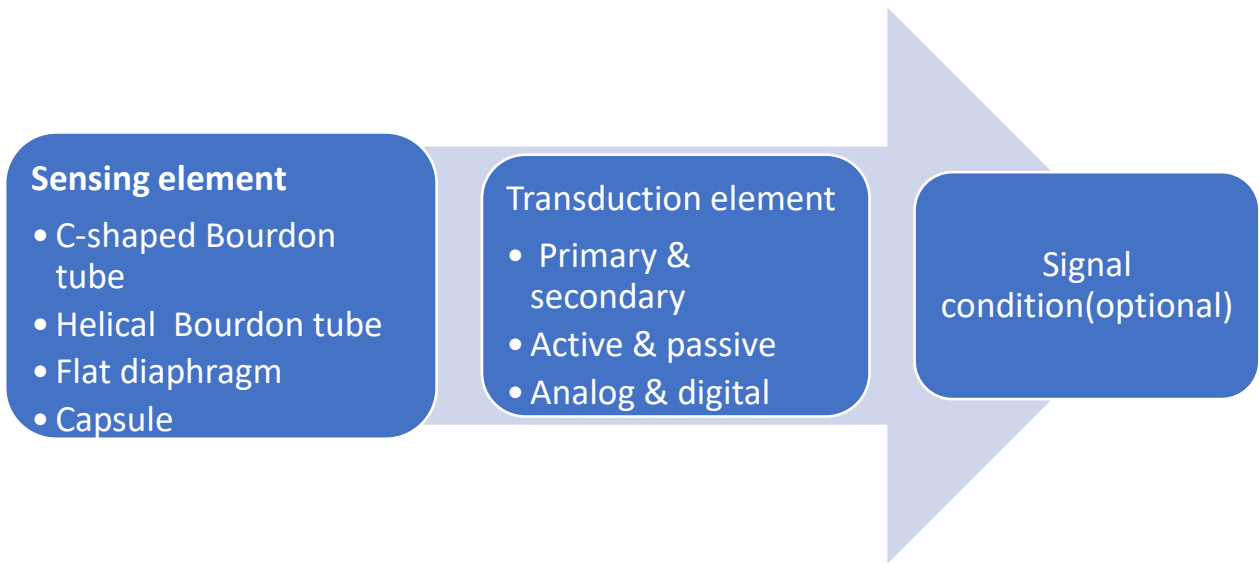 Sensing element
• C-shaped Bourdon
tube
• Helical Bourdon tube
• Flat diaphragm
• Capsule
Transduction element
• Primary &
secondary
• Active & passive
• Analog & digital
Signal
condition(optional)